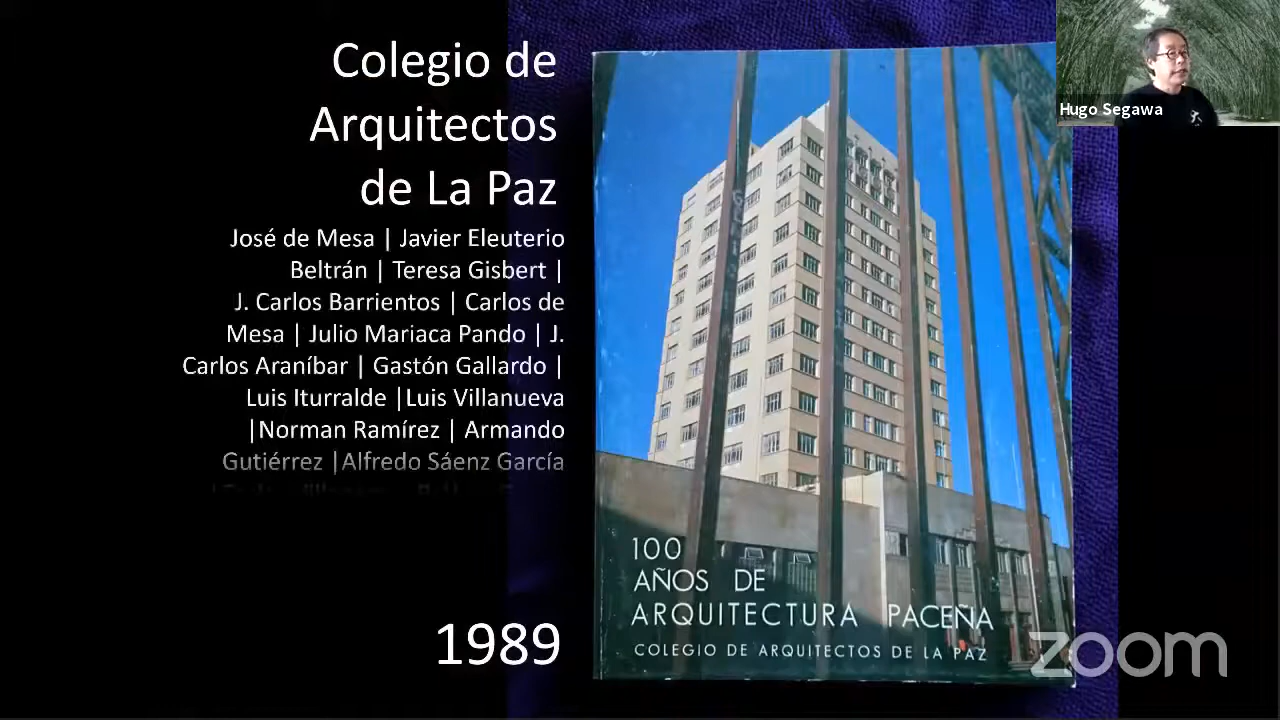 Colegio de
Arquitectos
de La Paz
José de Mesa | Javier Eleuterio
Beltrán | Teresa Gisbert |
J. Carlos Barrientos | Carlos de
Mesa | Julio Mariaca Pando | J.
Carlos Araníbar | Gastón Gallardo |
Luis Iturralde |Luis Villanueva
|Norman Ramírez | Armando
Gutiérrez |Alfredo Sáenz García
1989
100
AÑOS DE
ARQUITECTURA PACEÑA
COLEGIO DE ARQUITECTOS DE LA PAZ
Hugo Segawa
zoom